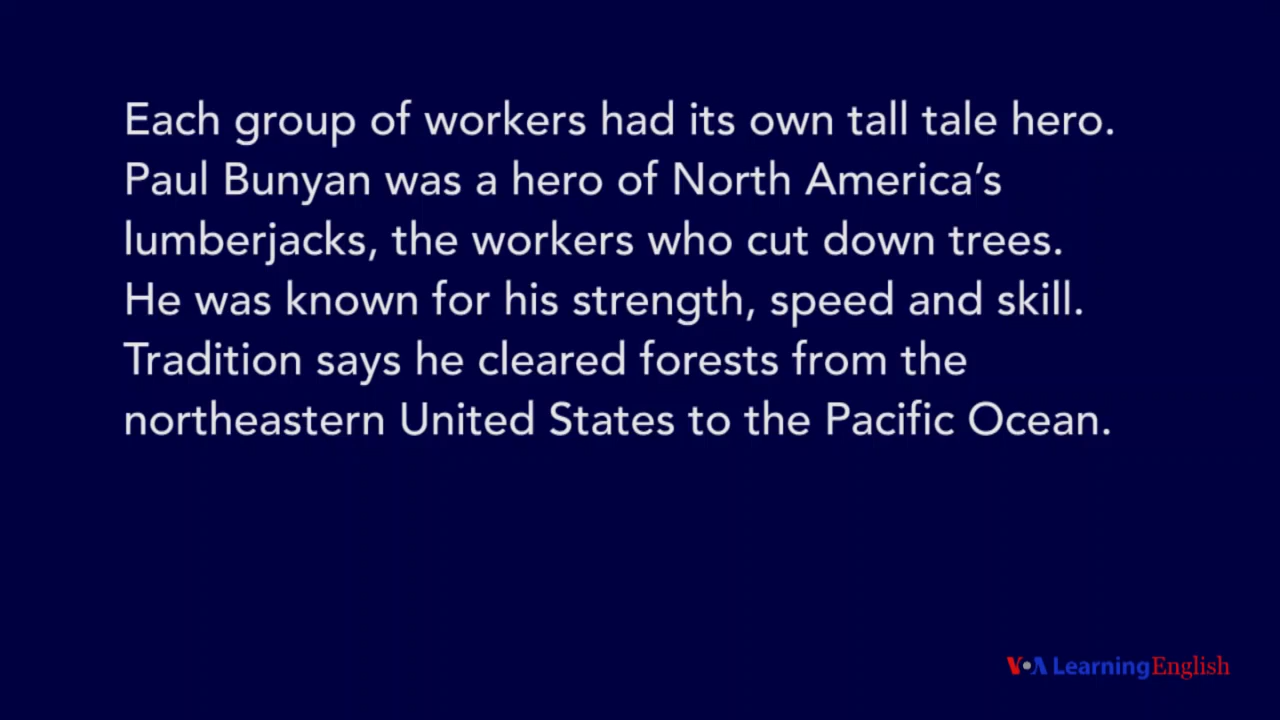 Each group of workers had its own tall tale hero.
Paul Bunyan was a hero of North America’s
lumberjacks, the workers who cut down trees.
He was known for his strength, speed and skill.
Tradition says he cleared forests from the
northeastern United States to the Pacific Ocean.
VOA Learning English